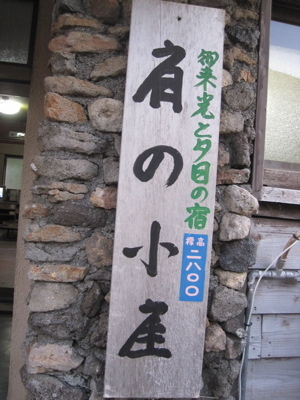 御来光と夕日の宿
標高
二八〇〇
肩の小屋